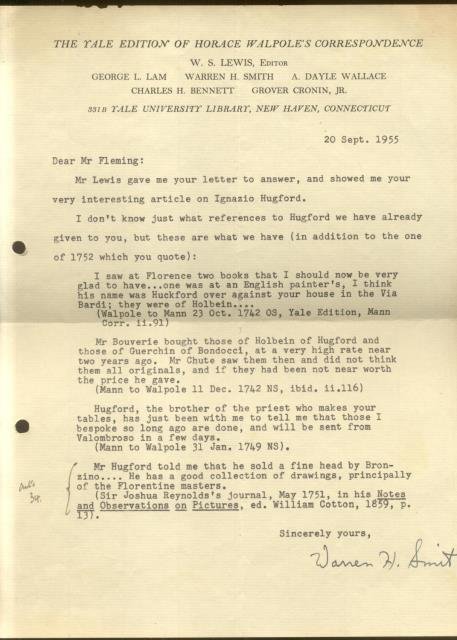 THE YALE EDITION OF HORACE WALPOLE'S CORRESPONDENCE
W. S. LEWIS, EDITOR
GEORGE L. LAM WARREN H. SMITH A. DAYLE WALLACE
CHARLES H. BENNETT GROVER CRONIN, JR.
331B YALE UNIVERSITY LIBRARY, NEW HAVEN, CONNECTICUT
20 Sept. 1955
Dear Mr Fleming:
Mr Lewis gave me your letter to answer, and showed me your
very interesting article on Ignazio Hugford.
I don't know just what references to Hugford we have already
given to you, but these are what we have (in addition to the one
of 1752 which you quote):
I saw at Florence two books that I should now be very
glad to have...one was at an English painter's, I think
his name was Huckford over against your house in the Via
Bardi; they were of Holbein....
(Walpole to Mann 23 Oct. 1742 OS, Yale Edition, Mann
Corr. ii.91)
Mr Bouverie bought those of Holbein of Hugford and
those of Guerchin of Bondocci, at a very high rate near
two years ago. Mr Chute saw them then and did not think
them all originals, and if they had been not near worth
the price he gave.
(Mann to Walpole 11 Dec. 1742 NS, ibid. ii.116)
Hugford, the brother of the priest who makes your
tables, has just been with me to tell me that those I
bespoke so long ago are done, and will be sent from
Valombroso in a few days.
(Mann to Walpole 31 Jan. 1749 NS).
Mr Hugford told me that he sold a fine head by Bron-
zino.... He has a good collection of drawings, principally
of the Florentine masters.
(Sir Joshua Reynolds's journal, May 1751, in his Notes
and Observations on Pictures, ed. William Cotton, 1859, p.
13).
Sincerely yours,
Warren H. Smit